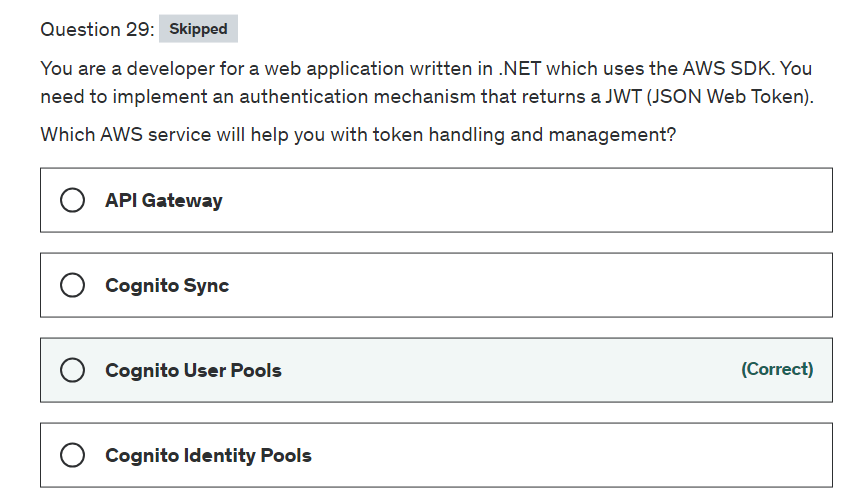 Question 29: Skipped
You are a developer for a web application written in .NET which uses the AWS SDK. You
need to implement an authentication mechanism that returns a JWT (JSON Web Token).
Which AWS service will help you with token handling and management?
API Gateway
Cognito Sync
Cognito User Pools (Correct)
Cognito Identity Pools